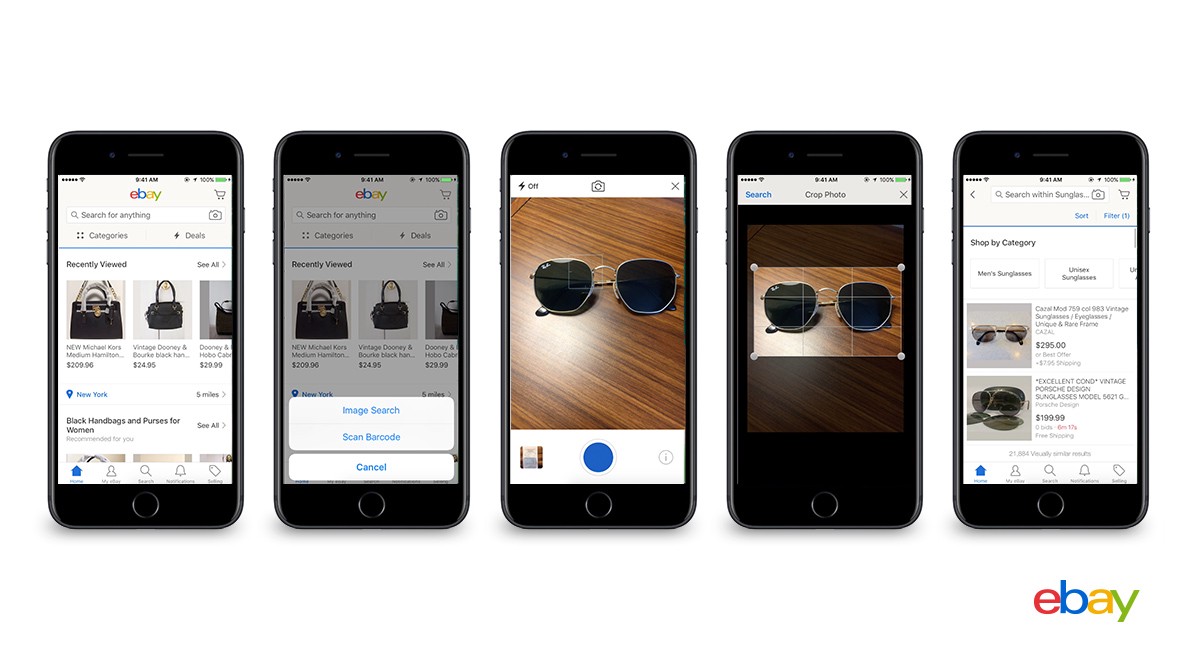 9:41 AM
100%
ebay
Search for anything
Categories
Deals
Recently Viewed
See All
NEW Michael Kors
Medium Hamilton...
$209.96
Vintage Dooney &
Bourke black han...
$24.95
Dooney &
Hobo Cabr
$29.99
New York
5 miles
Black Handbags and Purses for
Women
See All
Recommended for you
Home
My eBay
Search
Notifications
Selling
9:41 AM
100%
ebay
Search for anything
Categories
Deals
Recently Viewed
See All
NEW Michael Kors
Medium Hamilton...
$209.96
Vintage Dooney &
Bourke black han...
$24.95
Dooney &
Hobo Cabr
$29.99
New York
5 miles
Image Search
Scan Barcode
Cancel
Off
Ray-Ban
9:41 AM
100%
Search
Crop Photo
9:41 AM
100%
Search within Sunglas...
Sort
Filter (1)
Shop by Category
Men's Sunglasses
Unisex
Sunglasses
Cazal Mod 759 col 983 Vintage
Sunglasses / Eyeglasses /
Unique & Rare Frame
CAZAL
$295.00
or Best Offer
+$7.95 Shipping
*EXCELLENT COND* VINTAGE
PORSCHE DESIGN
SUNGLASSES MODEL 5621 G...
Porsche Design
$199.99
0 bids · 6m 17s
Free Shipping
21,884 Visually similar results
Home
My eBay
Search
Notifications
Selling
ebay